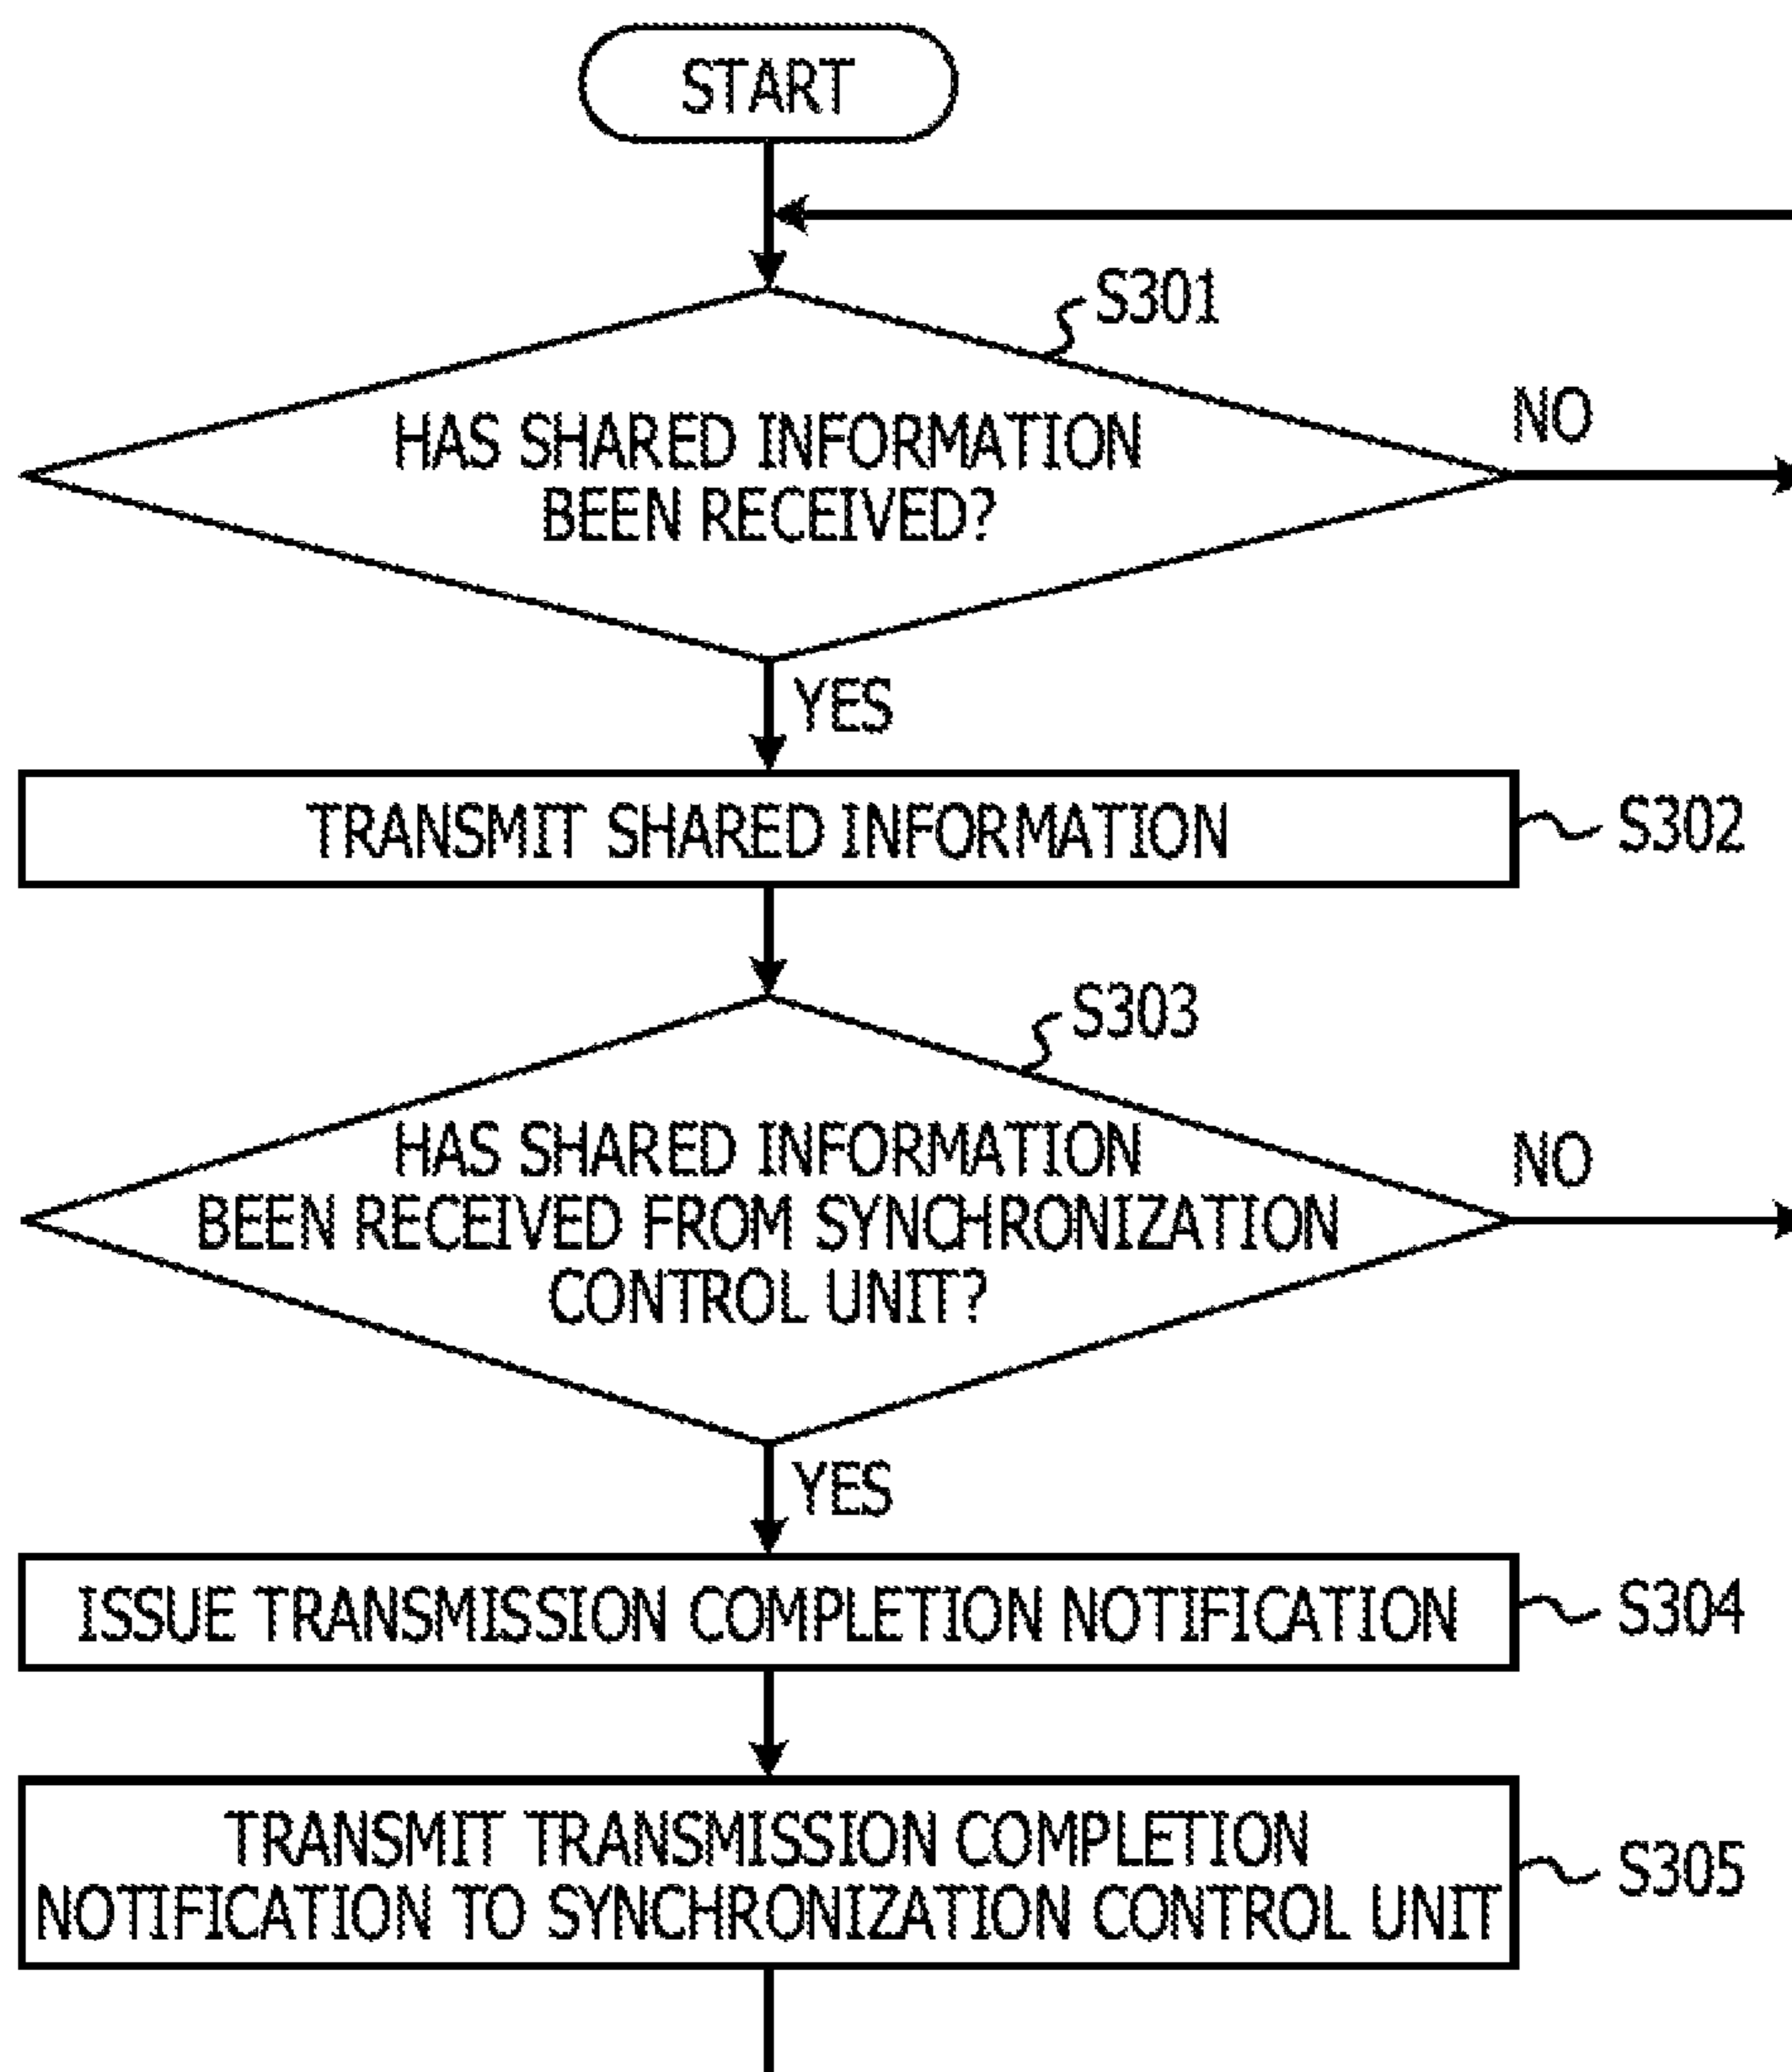 START
S301
HAS SHARED INFORMATION
BEEN RECEIVED?
NO
YES
TRANSMIT SHARED INFORMATION
S302
S303
HAS SHARED INFORMATION
BEEN RECEIVED FROM SYNCHRONIZATION
CONTROL UNIT?
NO
YES
ISSUE TRANSMISSION COMPLETION NOTIFICATION
S304
TRANSMIT TRANSMISSION COMPLETION
NOTIFICATION TO SYNCHRONIZATION CONTROL UNIT
S305